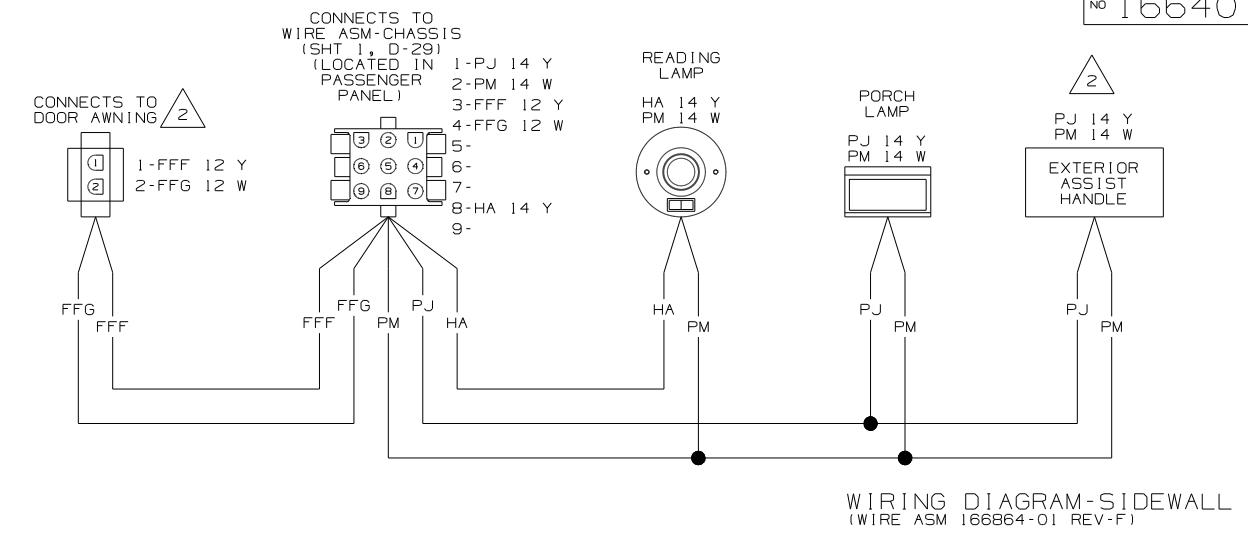 NO 16640
CONNECTS TO
WIRE ASM-CHASSIS
(SHT 1, D-29)
(LOCATED IN
PASSENGER
PANEL)
1-PJ 14 Y
2-PM 14 W
3-FFF 12 Y
4-FFG 12 W
5-
6-
7-
8-HA 14 Y
9-
3 2 1
6 5 4
9 8 7
CONNECTS TO
DOOR AWNING
2
1
2
1-FFF 12 Y
2-FFG 12 W
READING
LAMP
HA 14 Y
PM 14 W
PORCH
LAMP
PJ 14 Y
PM 14 W
2
PJ 14 Y
PM 14 W
EXTERIOR
ASSIST
HANDLE
FFG
FFF
FFF
FFG
PM
PJ
HA
HA
PM
PJ
PM
PJ
PM
WIRING DIAGRAM-SIDEWALL
(WIRE ASM 166864-01 REV-F)